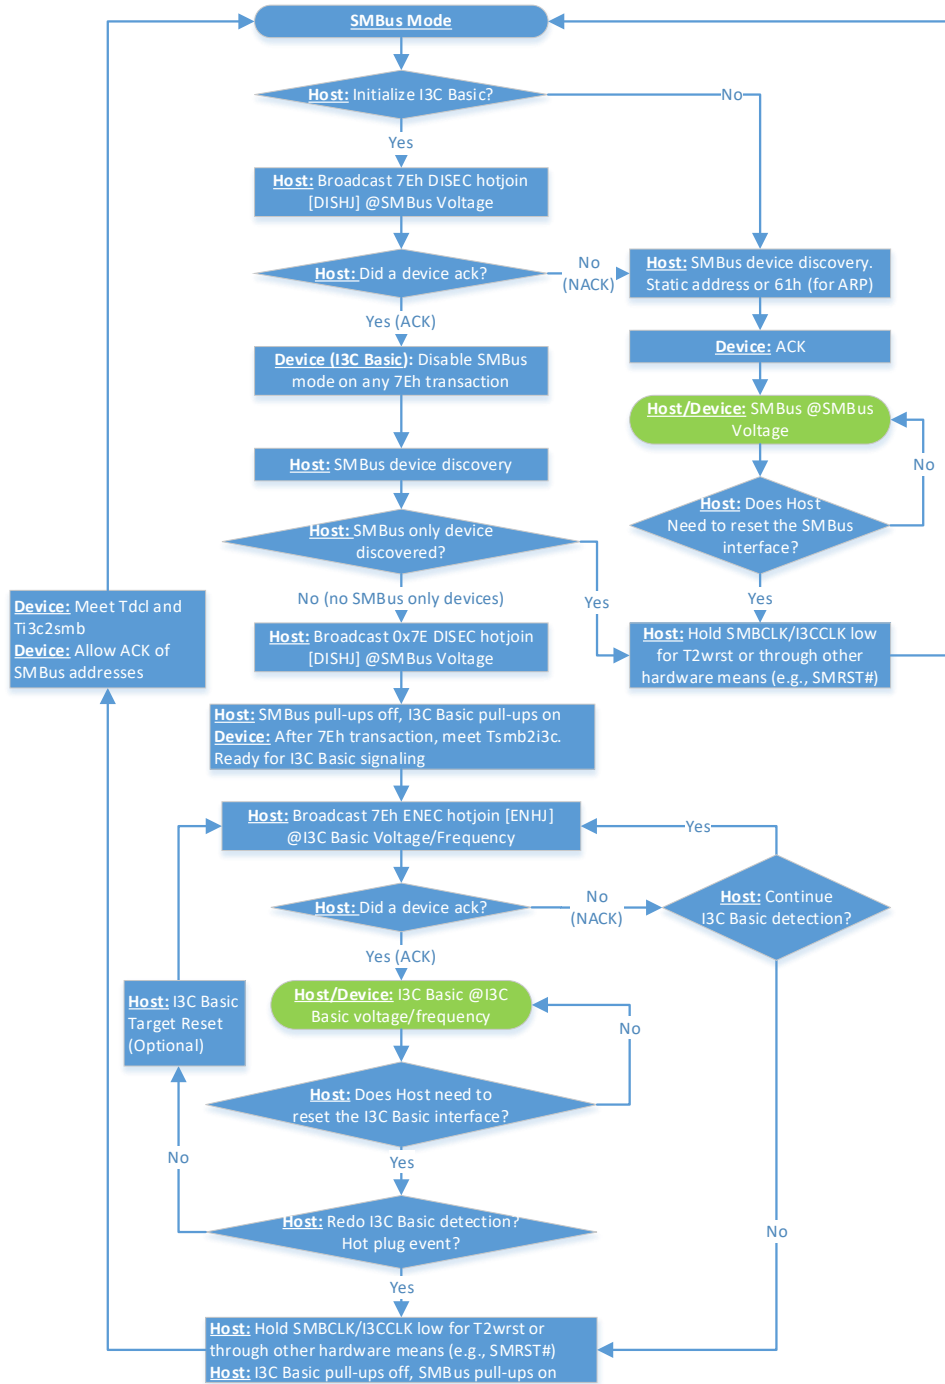 SMBus Mode
Host: Initialize I3C Basic?
No
Yes
Host: Broadcast 7Eh DISEC hotjoin
[DISHJ] @SMBus Voltage
Host: Did a device ack?
No
(NACK)
Host: SMBus device discovery.
Static address or 61h (for ARP)
Yes (ACK)
Device: ACK
Device (I3C Basic): Disable SMBus
mode on any 7Eh transaction
Host/Device: SMBus @SMBus
Voltage
No
Host: SMBus device discovery
Host: Does Host
Need to reset the SMBus
interface?
Host: SMBus only device
discovered?
No (no SMBus only devices)
Yes
Yes
Device: Meet Tdcl and
Ti3c2smb
Device: Allow ACK of
SMBus addresses
Host: Broadcast 0x7E DISEC hotjoin
[DISHJ] @SMBus Voltage
Host: Hold SMBCLK/I3CCLK low
for T2wrst or through other
hardware means (e.g., SMRST#)
Host: SMBus pull-ups off, I3C Basic pull-ups on
Device: After 7Eh transaction, meet Tsmb2i3c.
Ready for I3C Basic signaling
Host: Broadcast 7Eh ENEC hotjoin [ENHJ]
@I3C Basic Voltage/Frequency
Yes
Host: Did a device ack?
No
(NACK)
Host: Continue
I3C Basic detection?
Yes (ACK)
Host/Device: I3C Basic @I3C
Basic voltage/frequency
No
Host: I3C Basic
Target Reset
(Optional)
Host: Does Host need to
reset the I3C Basic interface?
No
Yes
Host: Redo I3C Basic detection?
Hot plug event?
No
Yes
Host: Hold SMBCLK/I3CCLK low for T2wrst or
through other hardware means (e.g., SMRST#)
Host: I3C Basic pull-ups off, SMBus pull-ups on